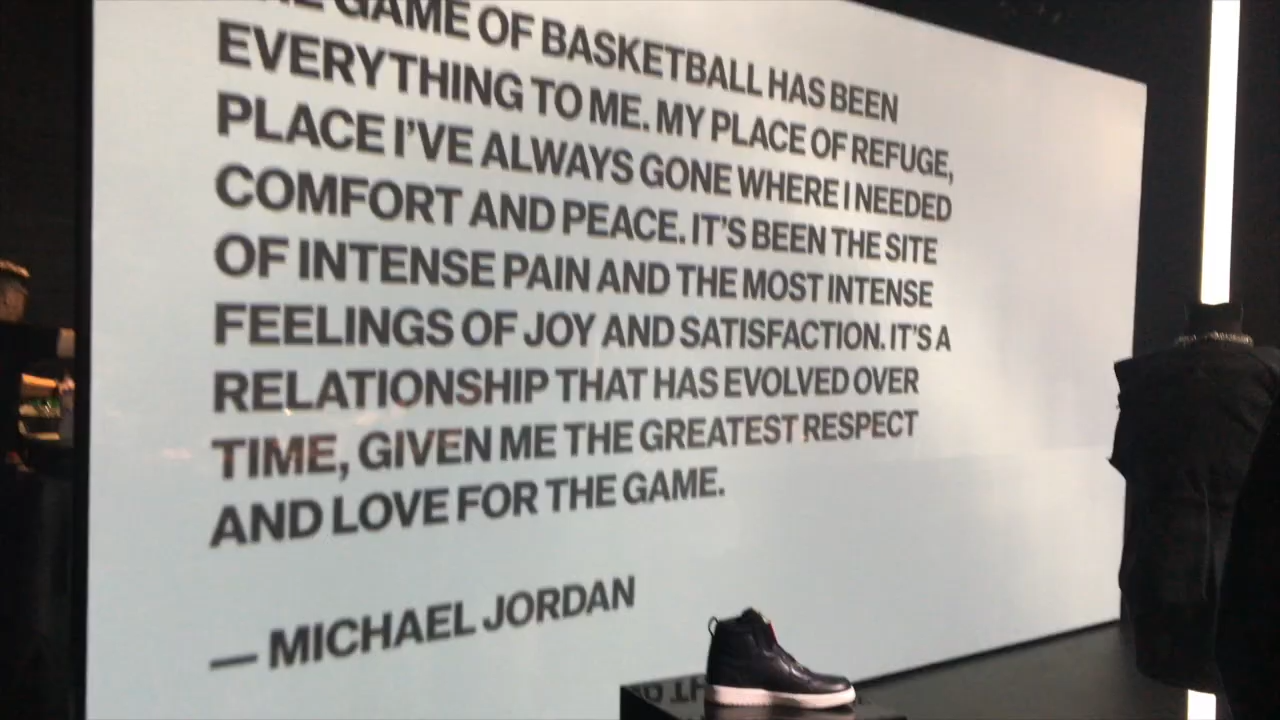 THE GAME OF BASKETBALL HAS BEEN
EVERYTHING TO ME. MY PLACE OF REFUGE,
PLACE I'VE ALWAYS GONE WHERE I NEEDED
COMFORT AND PEACE. IT'S BEEN THE SITE
OF INTENSE PAIN AND THE MOST INTENSE
FEELINGS OF JOY AND SATISFACTION. IT'S A
RELATIONSHIP THAT HAS EVOLVED OVER
TIME, GIVEN ME THE GREATEST RESPECT
AND LOVE FOR THE GAME.
— MICHAEL JORDAN